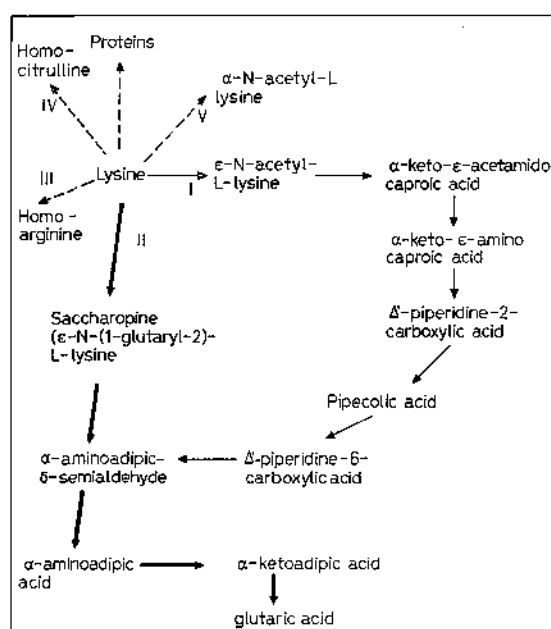 Proteins
Homo-
citrulline
α-N-acetyl-L
lysine
IV
V
III
Lysine
I
ε-N-acetyl-
L-lysine
α-keto-ε-acetamido
caproic acid
Homo-
arginine
II
α-keto-ε-amino
caproic acid
Saccharopine
(ε-N-(1-glutaryl-2)-
L-lysine
Δ'-piperidine-2-
carboxylic acid
Pipecolic acid
α-aminoadipic-
δ-semialdehyde
Δ'-piperidine-6-
carboxylic acid
α-aminoadipic
acid
α-ketoadipic acid
glutaric acid